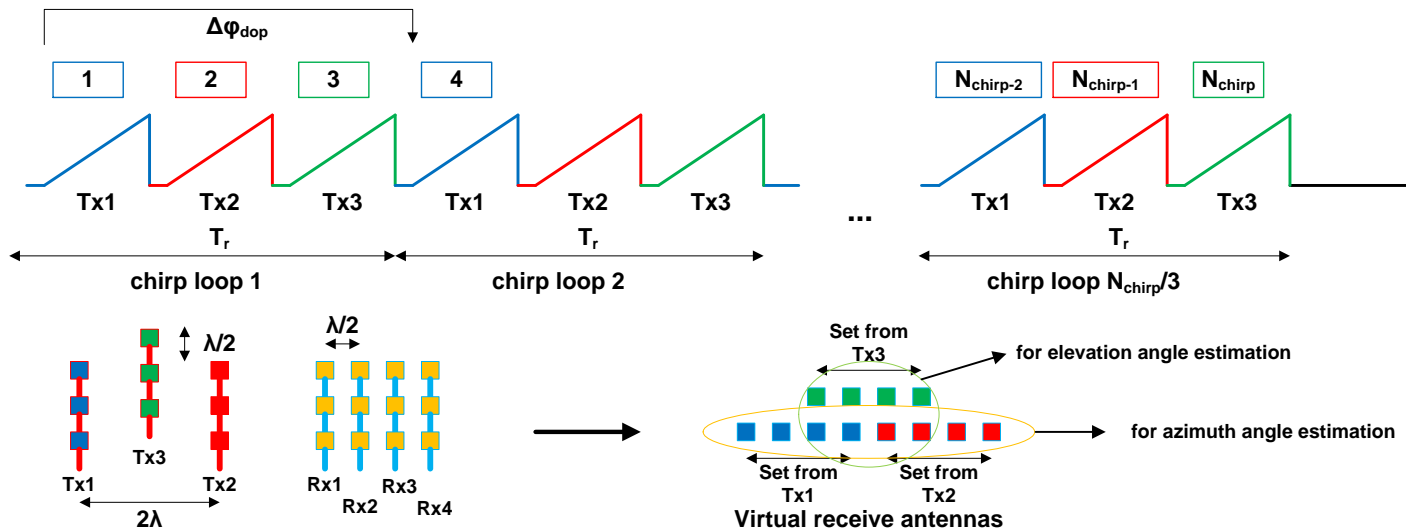 Δφdop
1 2 3 4 Nchirp-2 Nchirp-1 Nchirp
Tx1 Tx2 Tx3 Tx1 Tx2 Tx3 ... Tx1 Tx2 Tx3
Tr Tr Tr
chirp loop 1 chirp loop 2 chirp loop Nchirp/3
λ/2
Tx3
Tx1 Tx2
2λ
λ/2
Rx1 Rx3
Rx2 Rx4
Set from
Tx3
for elevation angle estimation
for azimuth angle estimation
Set from
Tx1
Set from
Tx2
Virtual receive antennas